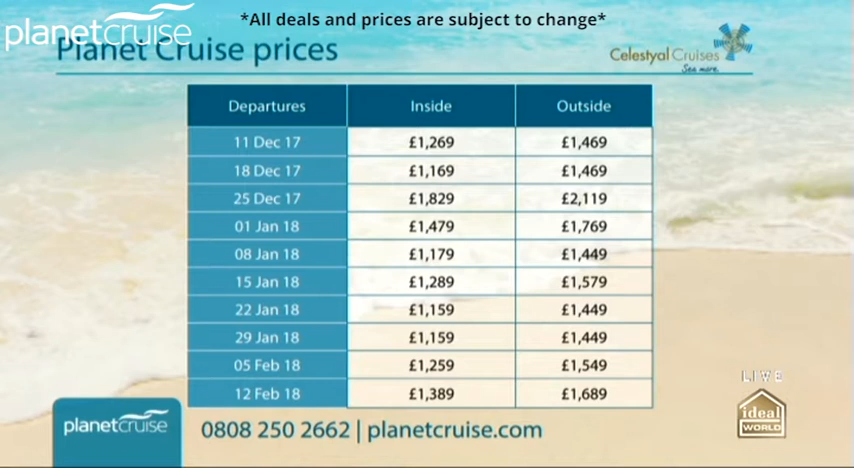 *All deals and prices are subject to change*
planetcruise
Planet Cruise prices
Celestyal Cruises
Sea more.
Departures Inside Outside
11 Dec 17 £1,269 £1,469
18 Dec 17 £1,169 £1,469
25 Dec 17 £1,829 £2,119
01 Jan 18 £1,479 £1,769
08 Jan 18 £1,179 £1,449
15 Jan 18 £1,289 £1,579
22 Jan 18 £1,159 £1,449
29 Jan 18 £1,159 £1,449
05 Feb 18 £1,259 £1,549
12 Feb 18 £1,389 £1,689
LIVE
ideal
WORLD
planetcruise
0808 250 2662 | planetcruise.com